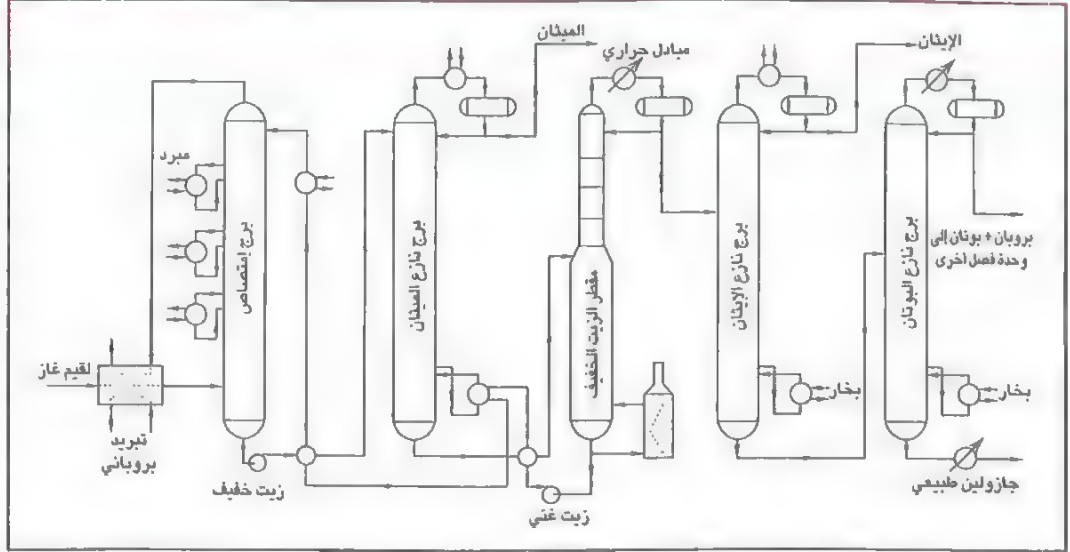 الميثان
مبادل حراري
الإيثان
مبرد
برج إمتصاص
برج نازع الميثان
مقطر الزيت الخفيف
برج نازع الإيثان
برج نازع البوتان
بروبان + بوتان إلى
وحدة فصل أخرى
لقيم غاز
تبريد
بروباني
زيت خفيف
زيت غني
بخار
بخار
جازولين طبيعي